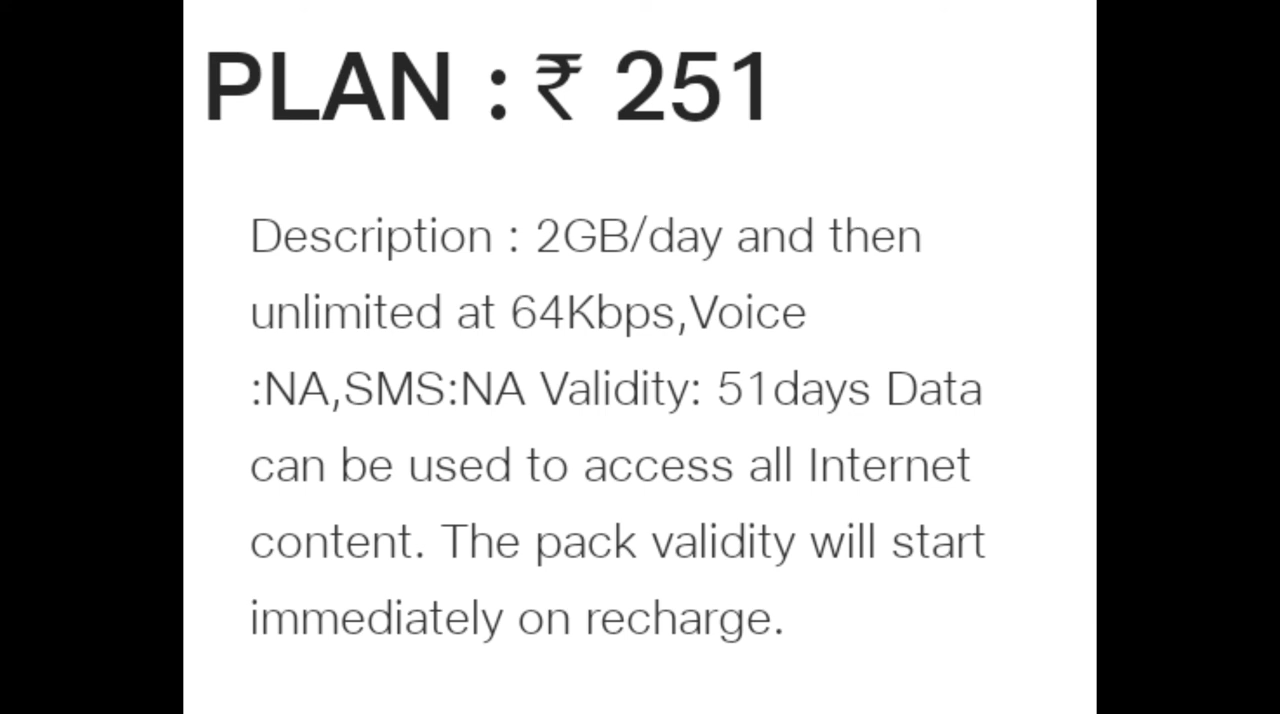 PLAN : ₹ 251
Description : 2GB/day and then
unlimited at 64Kbps,Voice
:NA,SMS:NA Validity: 51days Data
can be used to access all Internet
content. The pack validity will start
immediately on recharge.